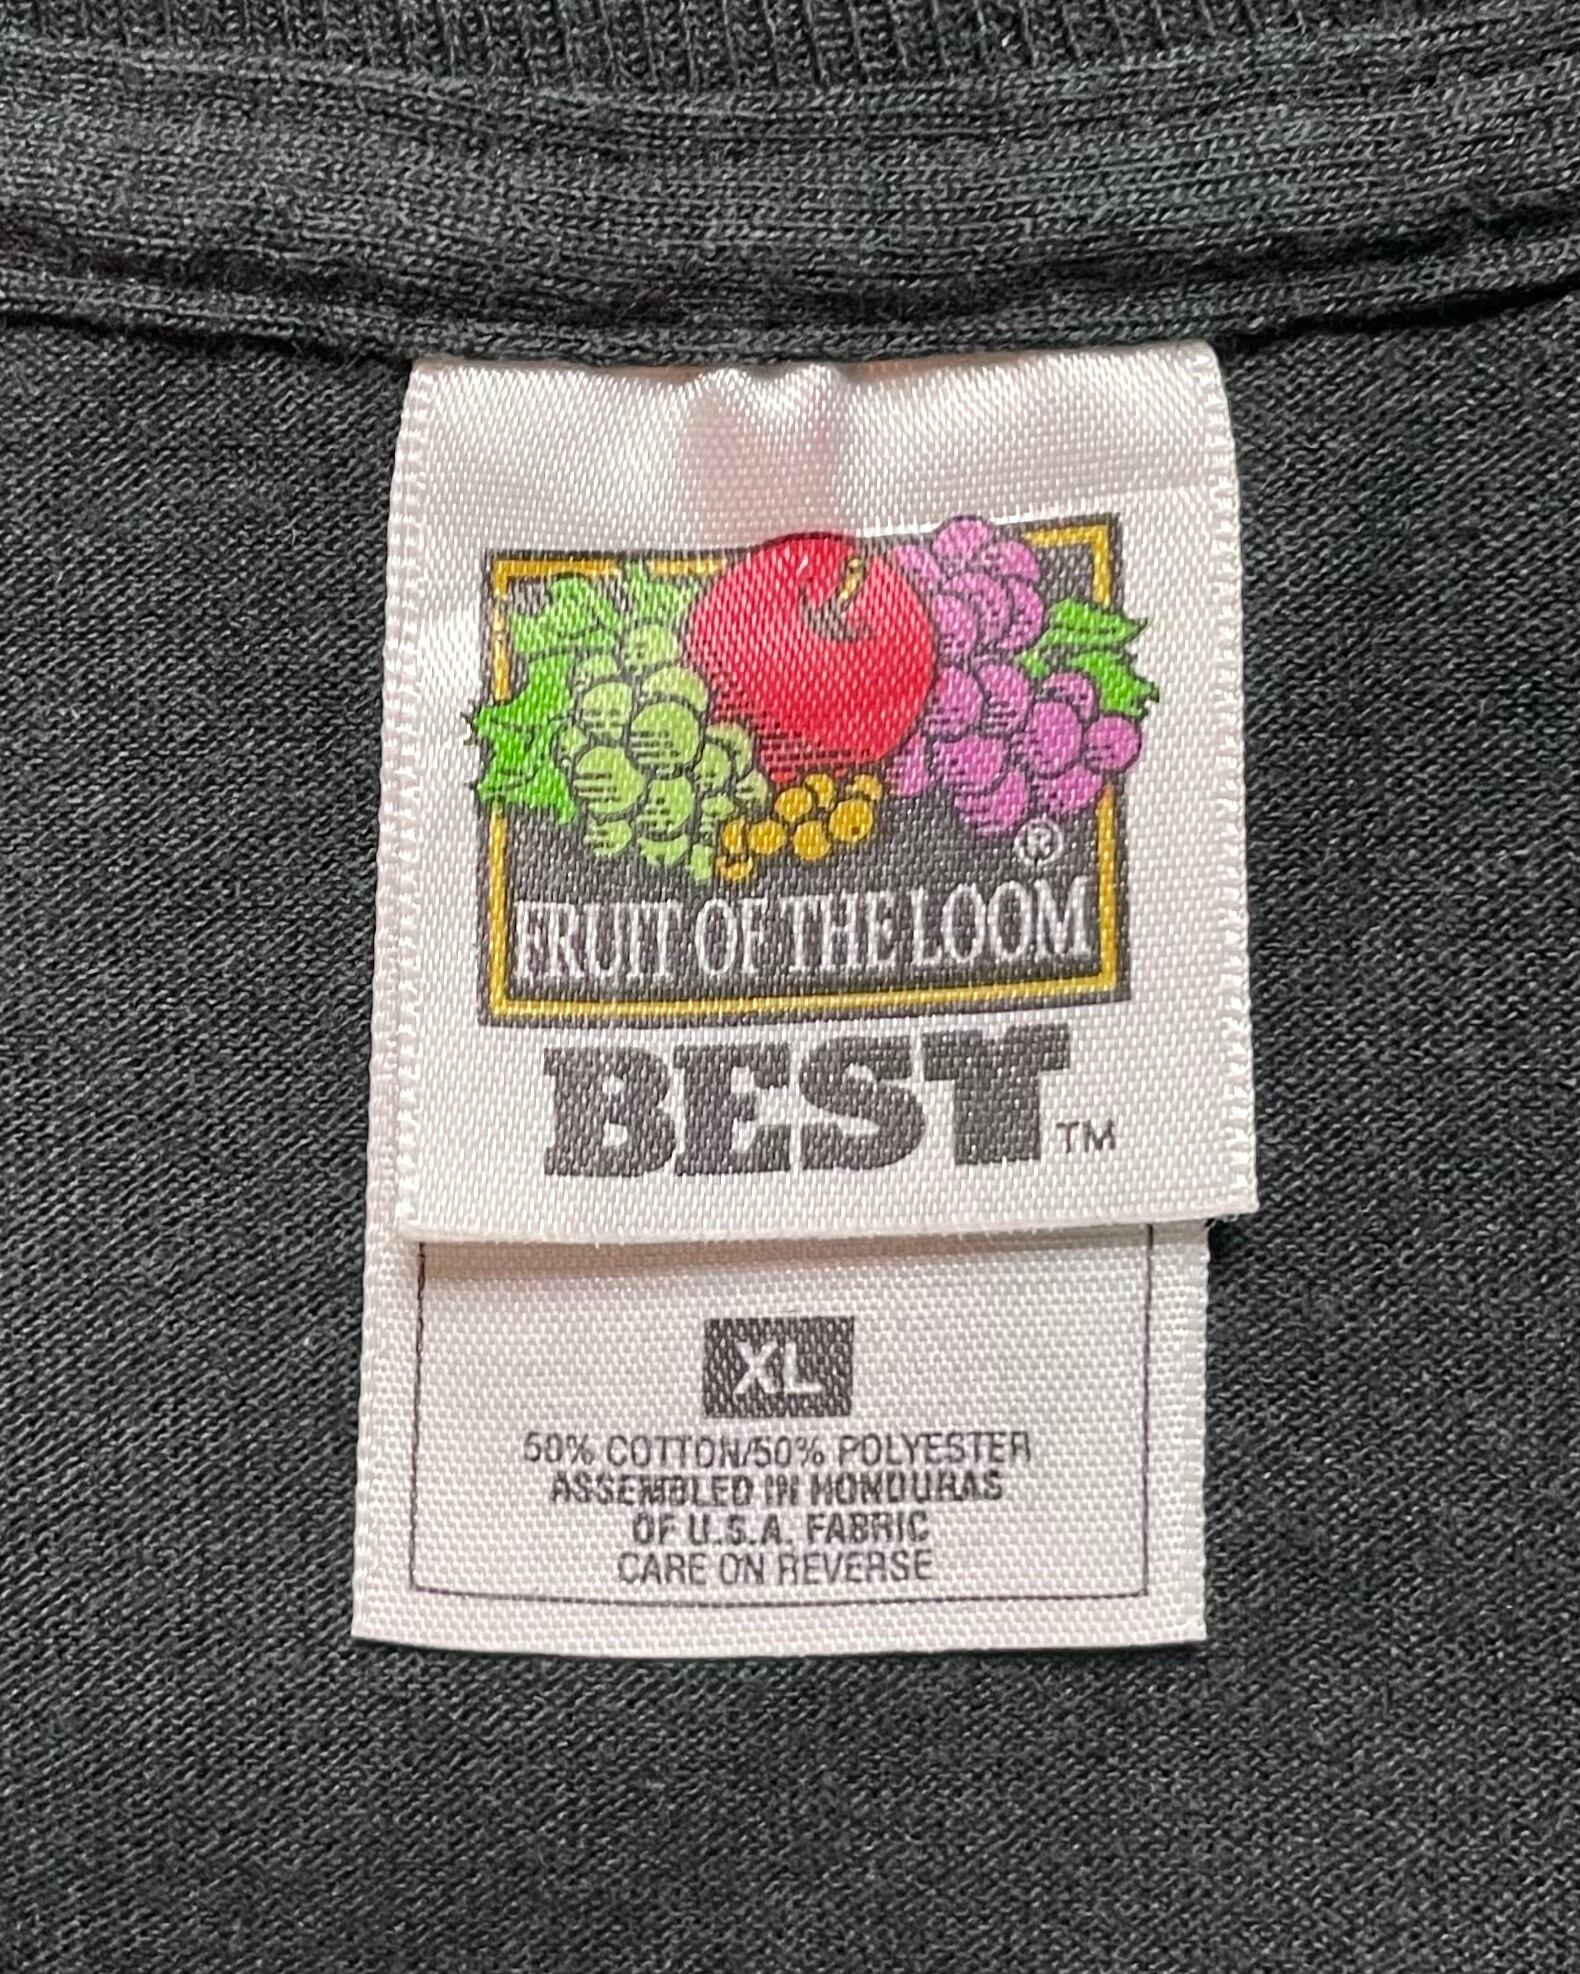 ®
FRUIT OF THE LOOM
BEST™
XL
50% COTTON/50% POLYESTER
ASSEMBLED IN HONDURAS
OF U.S.A. FABRIC
CARE ON REVERSE